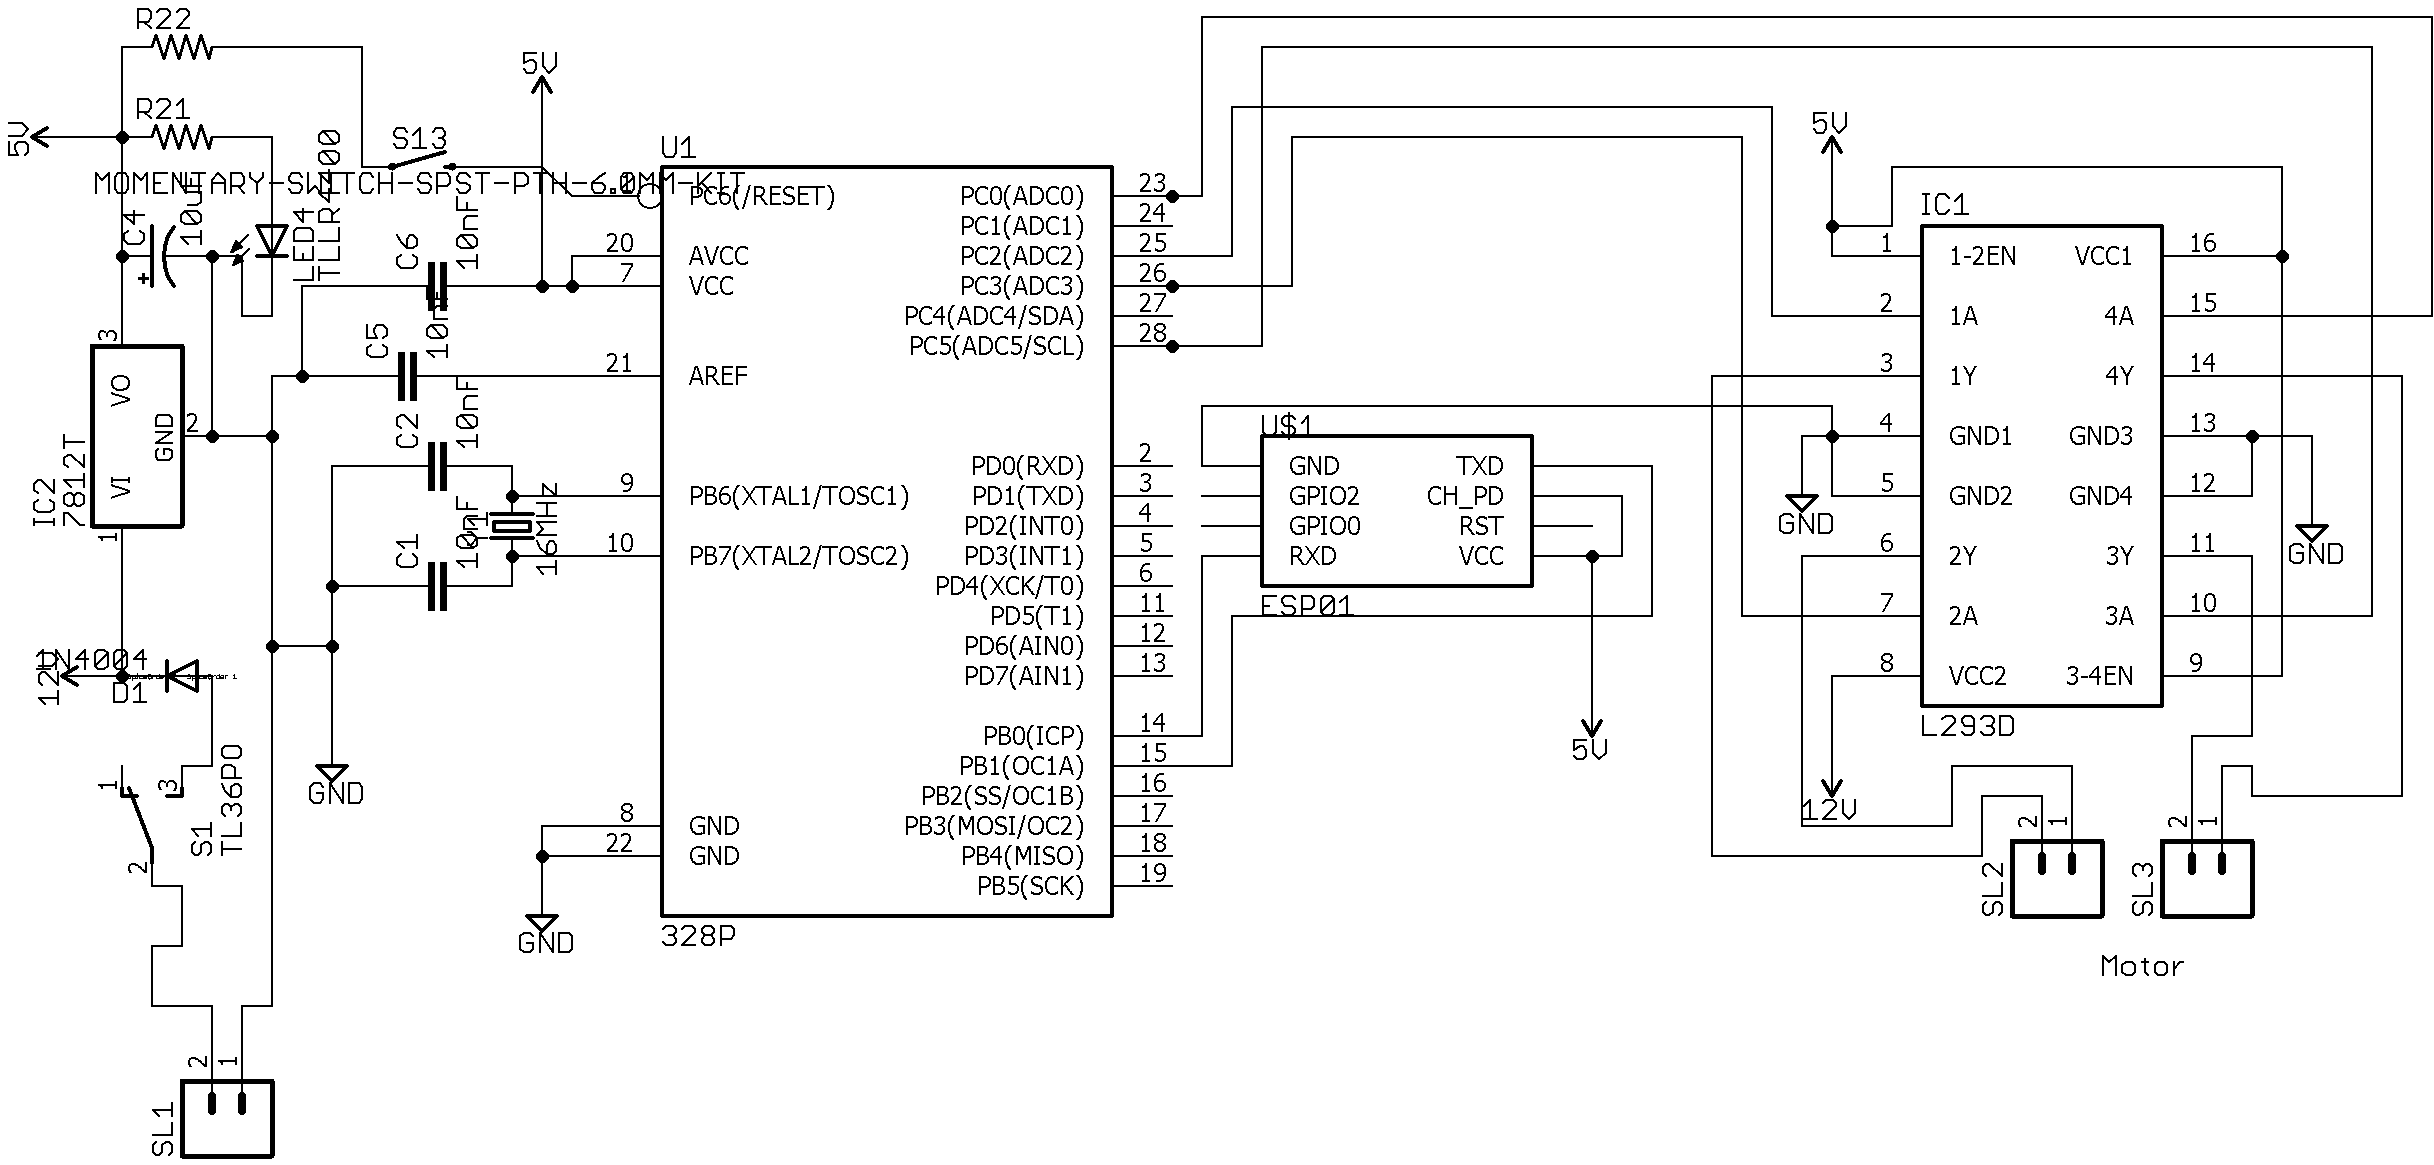 R22
5V
R21
5V
S13
MOMENTARY-SWITCH-SPST-PTH-6.0MM-KIT
C4
10uF
LED4
TLLR4400
3
VO
GND
2
VI
1
IC2
7812T
1N4004
12V
D1
SpiceOrder 1
1
3
S1
TL36PO
2
2
1
SL1
C6
10nF
C5
10nF
C2
10nF
C1
10nF
16MHz
GND
GND
U1
1
PC6(/RESET)
20
AVCC
7
VCC
21
AREF
9
PB6(XTAL1/TOSC1)
10
PB7(XTAL2/TOSC2)
8
GND
22
GND
PC0(ADC0)
23
PC1(ADC1)
24
PC2(ADC2)
25
PC3(ADC3)
26
PC4(ADC4/SDA)
27
PC5(ADC5/SCL)
28
PD0(RXD)
2
PD1(TXD)
3
PD2(INT0)
4
PD3(INT1)
5
PD4(XCK/T0)
6
PD5(T1)
11
PD6(AIN0)
12
PD7(AIN1)
13
PB0(ICP)
14
PB1(OC1A)
15
PB2(SS/OC1B)
16
PB3(MOSI/OC2)
17
PB4(MISO)
18
PB5(SCK)
19
328P
U$1
GND
TXD
GPIO2
CH_PD
GPIO0
RST
RXD
VCC
ESP01
5V
5V
IC1
1
1-2EN
VCC1
16
2
1A
4A
15
3
1Y
4Y
14
4
GND1
GND3
13
5
GND2
GND4
12
6
2Y
3Y
11
7
2A
3A
10
8
VCC2
3-4EN
9
L293D
GND
GND
12V
2
1
SL2
2
1
SL3
Motor